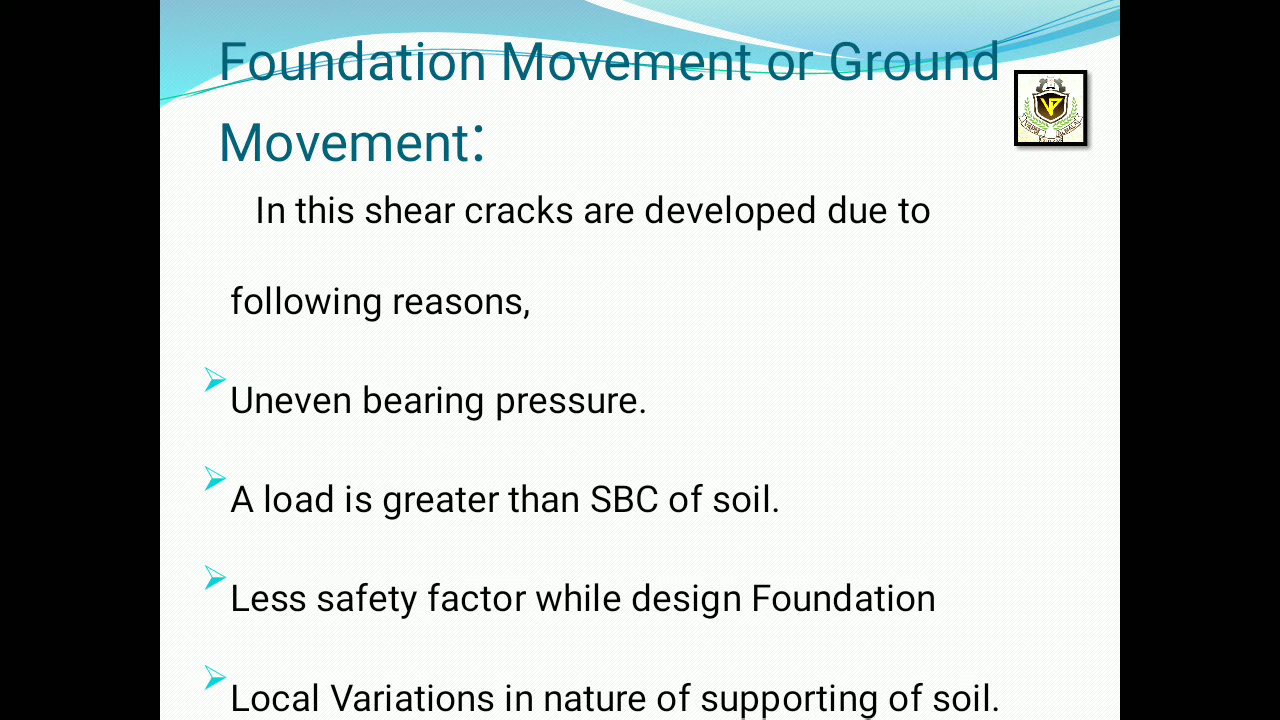 Foundation Movement or Ground
Movement:
In this shear cracks are developed due to
following reasons,
Uneven bearing pressure.
A load is greater than SBC of soil.
Less safety factor while design Foundation
Local Variations in nature of supporting of soil.